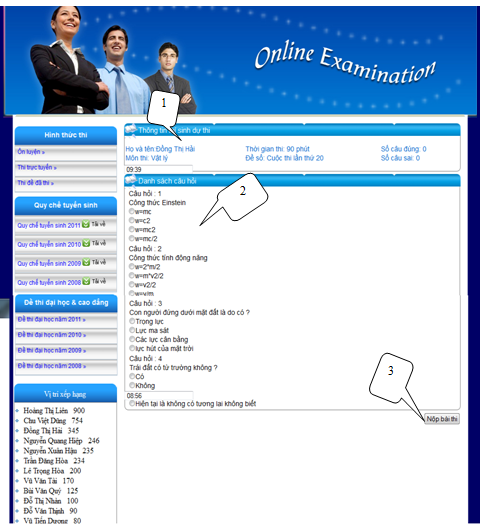 Online Examination
1
Hình thức thi
Ôn luyện »
Thi trực tuyến »
Thi đề đã thi »
Quy chế tuyển sinh
Quy chế tuyển sinh 2011 Tải về
Quy chế tuyển sinh 2010 Tải về
Quy chế tuyển sinh 2009 Tải về
Quy chế tuyển sinh 2008 Tải về
Đề thi đại học & cao đẳng
Đề thi đại học năm 2011 »
Đề thi đại học năm 2010 »
Đề thi đại học năm 2009 »
Đề thi đại học năm 2008 »
Vị trí xếp hạng
Hoàng Thị Liên 900
Chu Việt Dũng 754
Đồng Thị Hải 345
Nguyễn Quang Hiệp 246
Nguyễn Xuân Hậu 235
Trần Đăng Hòa 234
Lê Trọng Hòa 200
Vũ Văn Tài 170
Bùi Văn Quý 125
Đỗ Thị Nhàn 100
Đỗ Văn Thịnh 90
Vũ Tiến Dương 80
Thông tin sinh dự thi
Họ và tên Đồng Thị Hải Thời gian thi: 90 phút Số câu đúng: 0
Môn thi: Vật lý Đề số: Cuộc thi lần thứ 20 Số câu sai: 0
09:39
Danh sách câu hỏi
2
Câu hỏi : 1
Công thức Einstein
w=mc
w=c2
w=mc2
w=mc/2
Câu hỏi : 2
Công thức tính động năng
w=2*m/2
w=m*v2/2
w=v2/2
w=v/m
Câu hỏi : 3
Con người đứng dưới mặt đất là do có ?
Trọng lực
Lực ma sát
Các lực cân bằng
lực hút của mặt trời
Câu hỏi : 4
Trái đất có từ trường không ?
Có
Không
08:56
Hiện tại là không có tương lai không biết
3
Nộp bài thi